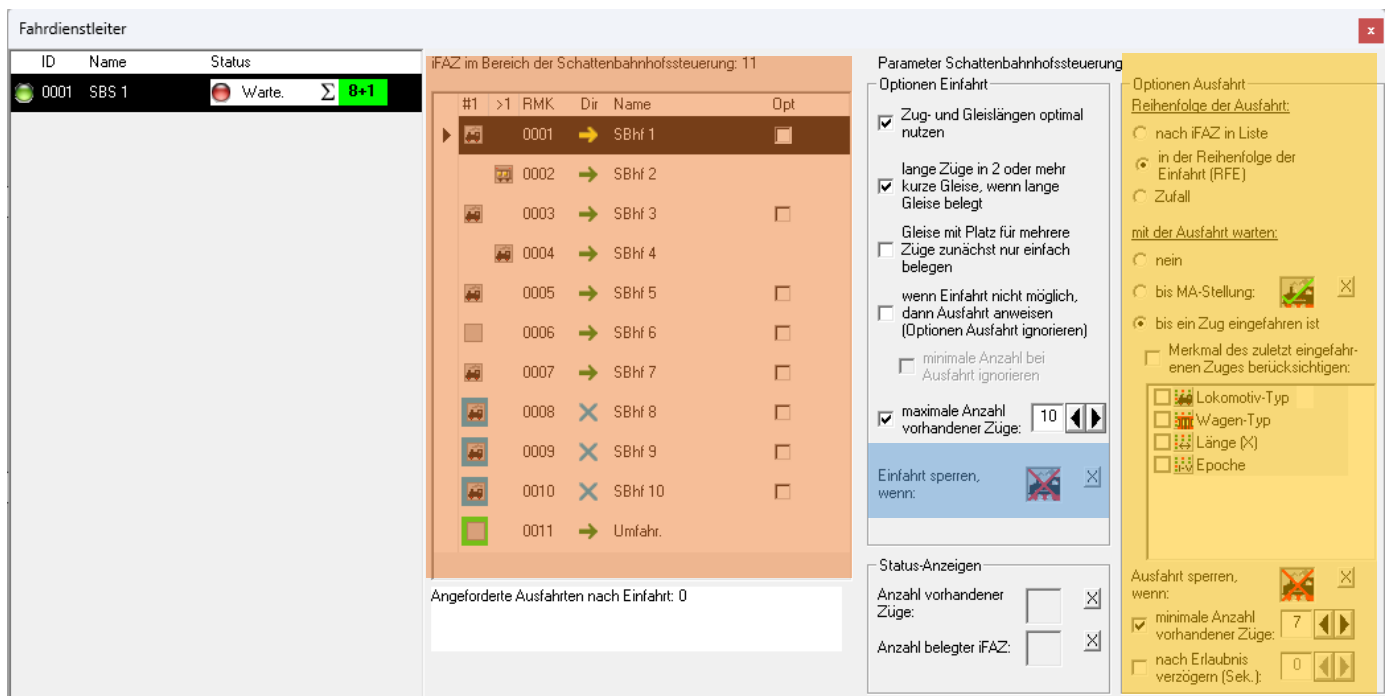 Fahrdienstleiter
x
ID Name Status
0001 SBS 1 Warte. Σ 8+1
iFAZ im Bereich der Schattenbahnhofssteuerung: 11
#1 >1 RMK Dir Name Opt
0001 SBhf 1
0002 SBhf 2
0003 SBhf 3
0004 SBhf 4
0005 SBhf 5
0006 SBhf 6
0007 SBhf 7
0008 SBhf 8
0009 SBhf 9
0010 SBhf 10
0011 Umfahr.
Angeforderte Ausfahrten nach Einfahrt: 0
Parameter Schattenbahnhofssteuerung
Optionen Einfahrt
Zug- und Gleislängen optimal
nutzen
lange Züge in 2 oder mehr
kurze Gleise, wenn lange
Gleise belegt
Gleise mit Platz für mehrere
Züge zunächst nur einfach
belegen
wenn Einfahrt nicht möglich,
dann Ausfahrt anweisen
(Optionen Ausfahrt ignorieren)
minimale Anzahl bei
Ausfahrt ignorieren
maximale Anzahl
vorhandener Züge: 10
Einfahrt sperren,
wenn: X
Status-Anzeigen
Anzahl vorhandener
Züge: X
Anzahl belegter iFAZ: X
Optionen Ausfahrt
Reihenfolge der Ausfahrt:
nach iFAZ in Liste
in der Reihenfolge der
Einfahrt (RFE)
Zufall
mit der Ausfahrt warten:
nein
bis MA-Stellung: X
bis ein Zug eingefahren ist
Merkmal des zuletzt eingefahr-
enen Zuges berücksichtigen:
Lokomotiv-Typ
Wagen-Typ
Länge (X)
I-V Epoche
Ausfahrt sperren,
wenn: X
minimale Anzahl
vorhandener Züge: 7
nach Erlaubnis
verzögern (Sek.): 0